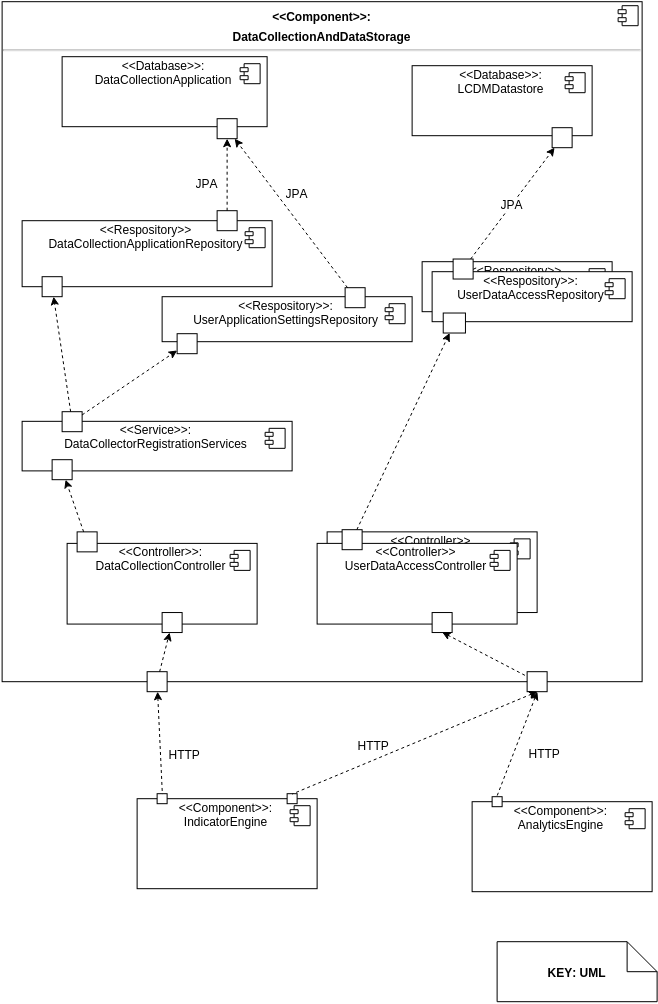 <<Component>>:
DataCollectionAndDataStorage
<<Database>>:
DataCollectionApplication
<<Database>>:
LCDMDatastore
JPA
JPA
JPA
<<Respository>>
DataCollectionApplicationRepository
<<Respository>>:
<<Respository>>:
UserDataAccessRepository
<<Respository>>:
UserApplicationSettingsRepository
<<Service>>:
DataCollectorRegistrationServices
<<Controller>>:
DataCollectionController
<<Controller>>
<<Controller>>
UserDataAccessController
HTTP
HTTP
HTTP
<<Component>>:
IndicatorEngine
<<Component>>:
AnalyticsEngine
KEY: UML